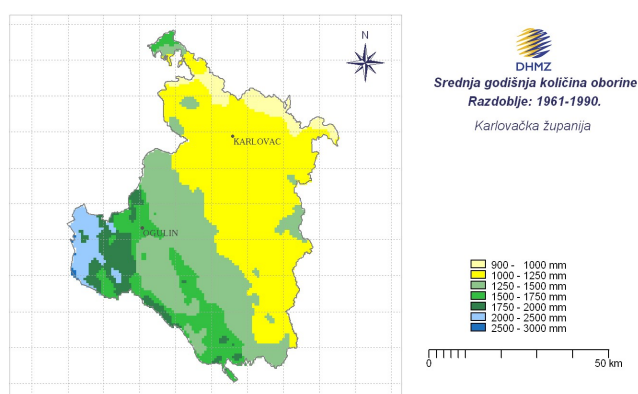 N
DHMZ
Srednja godišnja količina oborine
Razdoblje: 1961-1990.
Karlovačka županija
KARLOVAC
OGULIN
900 - 1000 mm
1000 - 1250 mm
1250 - 1500 mm
1500 - 1750 mm
1750 - 2000 mm
2000 - 2500 mm
2500 - 3000 mm
0 50 km